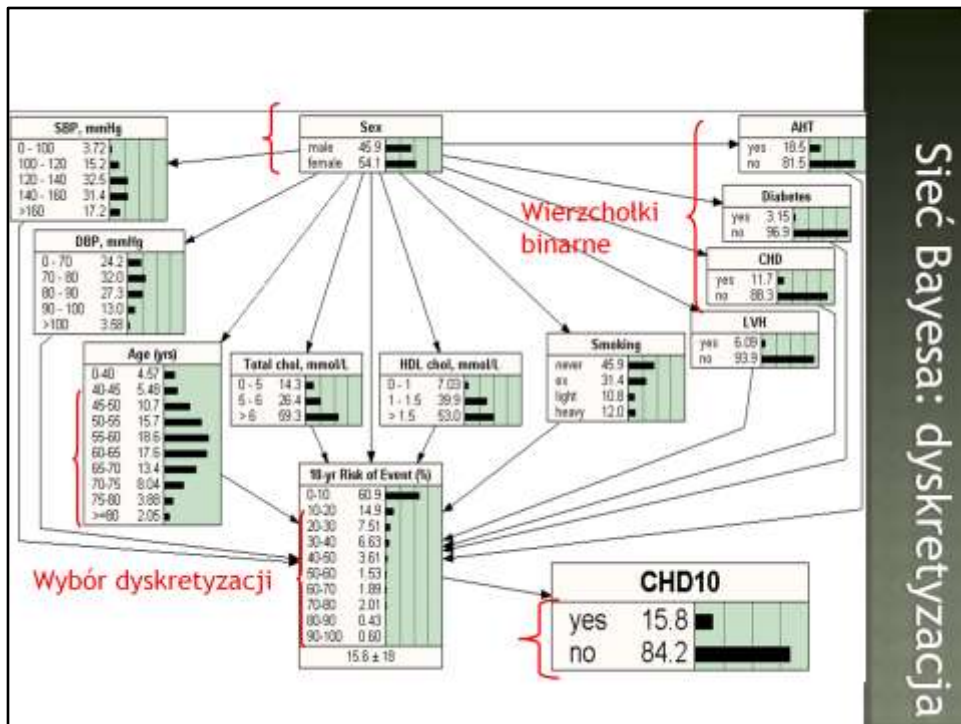 Sieć Bayesa: dyskretyzacja
SBP, mmHg
0 - 100 3.72
100 - 120 15.2
120 - 140 32.5
140 - 160 31.4
>160 17.2
Sex
male 45.9
female 54.1
AHT
yes 18.5
no 81.5
Wierzchołki
binarne
Diabetes
yes 3.15
no 96.9
DBP, mmHg
0 - 70 24.2
70 - 80 32.0
80 - 90 27.3
90 - 100 13.0
>100 3.58
CHD
yes 11.7
no 88.3
LVH
yes 6.09
no 93.9
Age (yrs)
0-40 4.57
40-45 5.48
45-50 10.7
50-55 15.7
55-60 18.6
60-65 17.6
65-70 13.4
70-75 8.04
75-80 3.88
>=80 2.05
Total chol, mmol/L
0 - 5 14.3
5 - 6 26.4
> 6 59.3
HDL chol, mmol/L
0 - 1 7.03
1 - 1.5 39.9
> 1.5 53.0
Smoking
never 45.9
ex 31.4
light 10.8
heavy 12.0
Wybór dyskretyzacji
10-yr Risk of Event (%)
0-10 60.9
10-20 14.9
20-30 7.51
30-40 6.63
40-50 3.61
50-60 1.53
60-70 1.89
70-80 2.01
80-90 0.43
90-100 0.60
15.8 ± 18
CHD10
yes 15.8
no 84.2